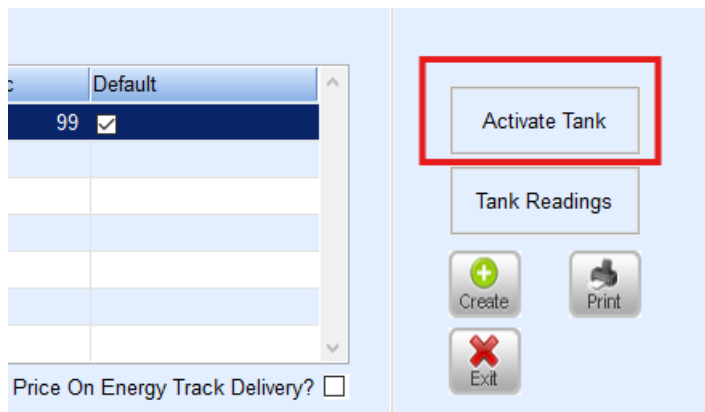 Default
99
Price On Energy Track Delivery?
Activate Tank
Tank Readings
Create
Print
Exit